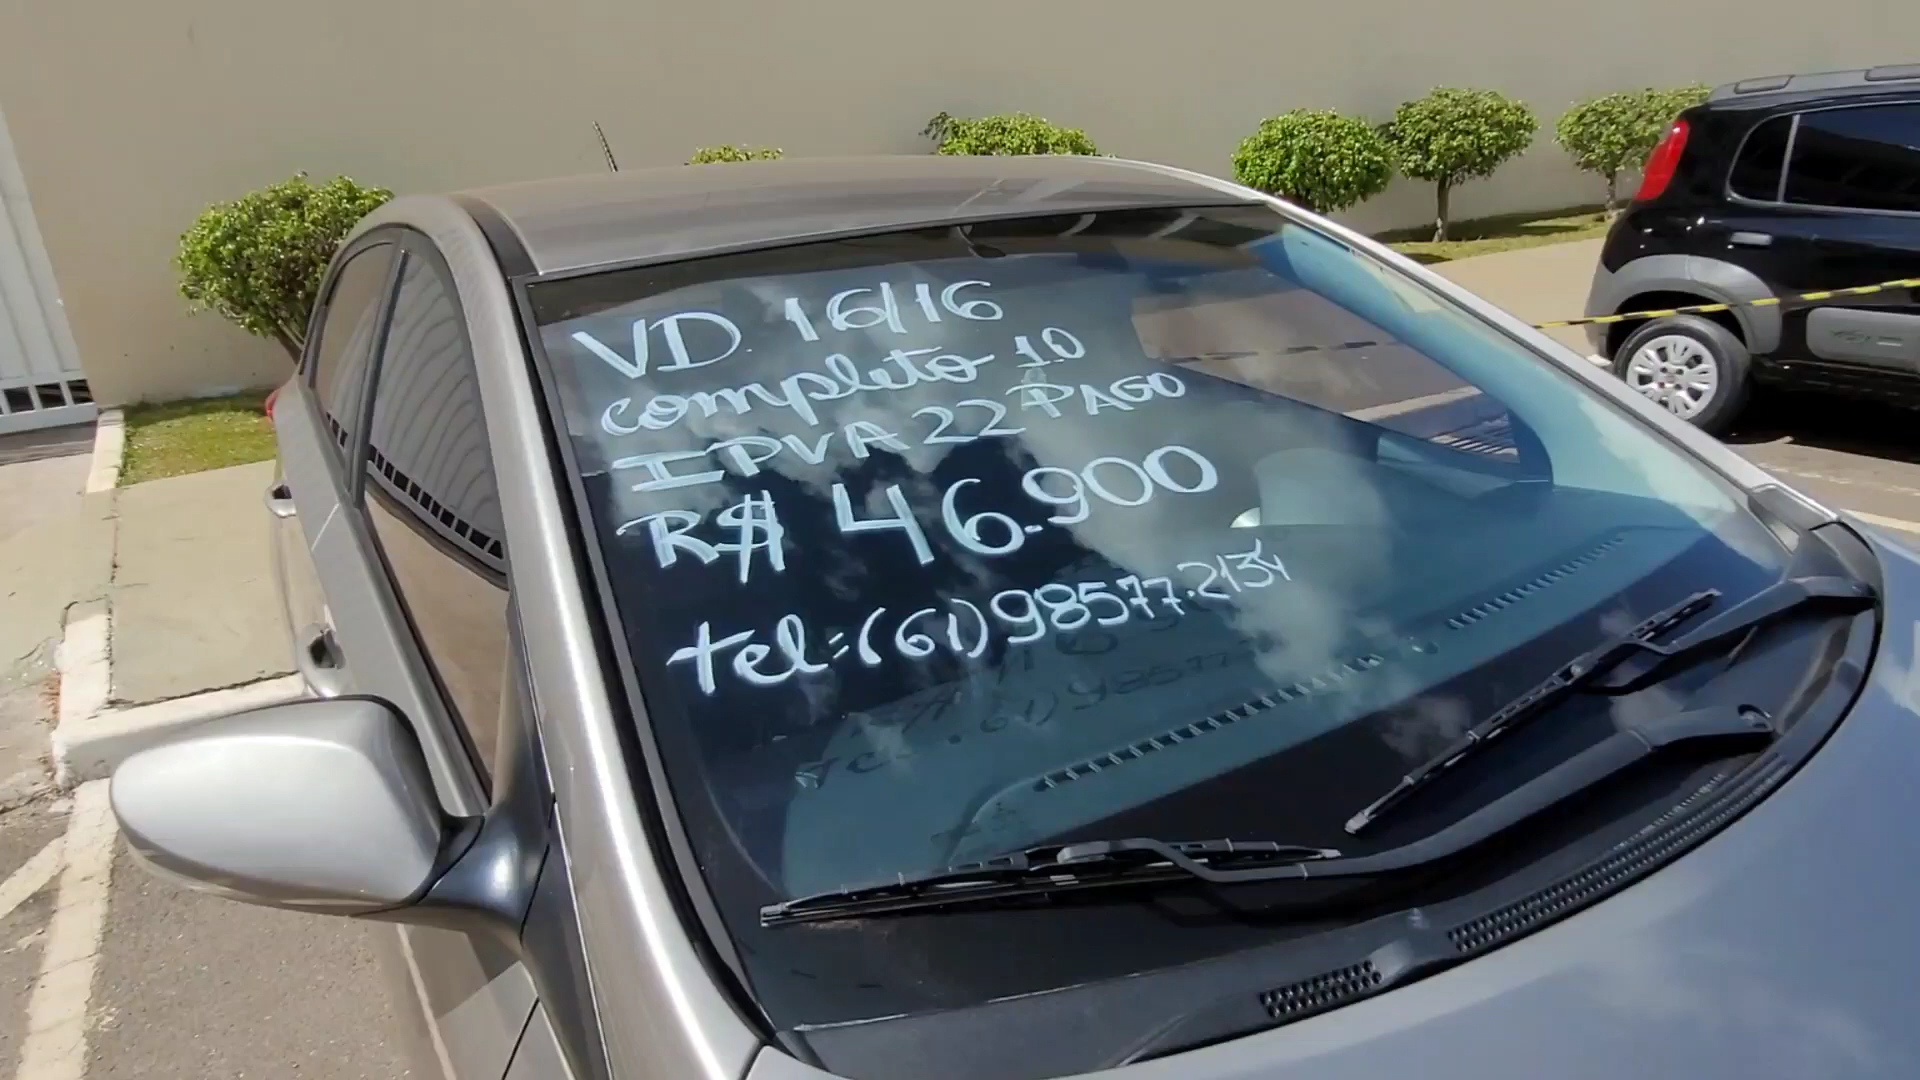 VD 16/16
completo 1.0
IPVA 22 PAGO
R$ 46.900
tel=(61)98577.2134